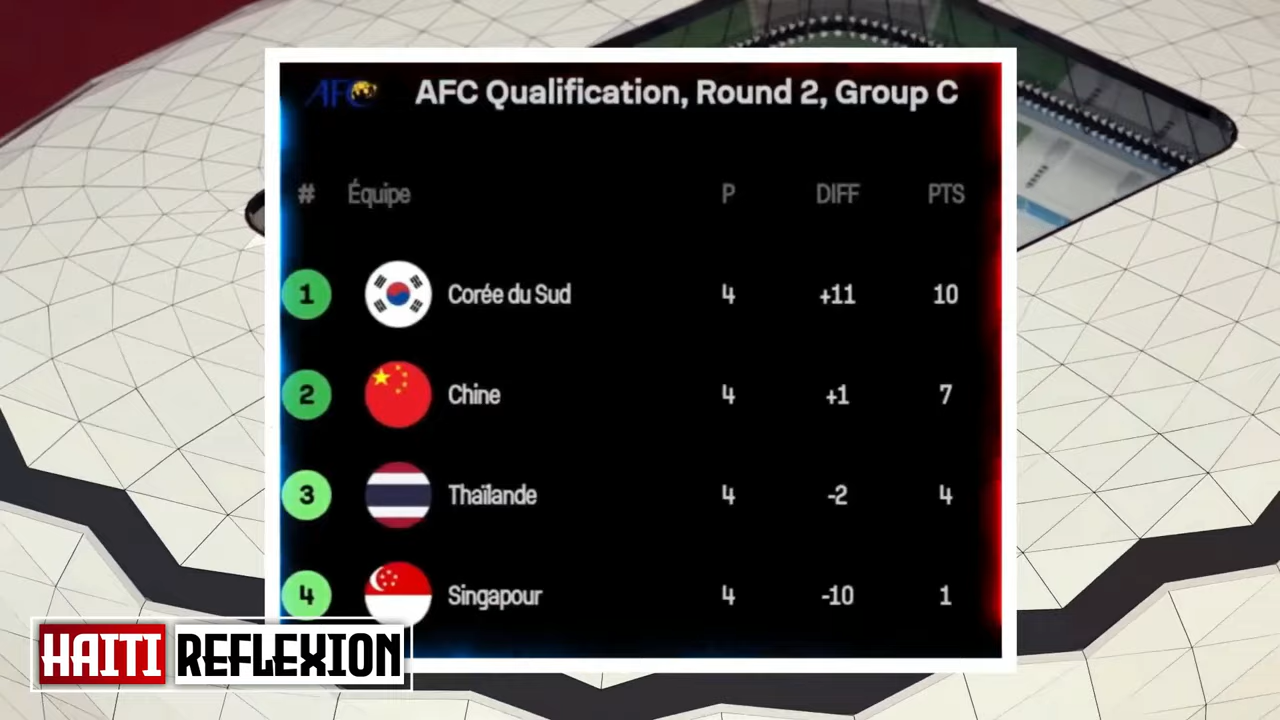 AFC
AFC Qualification, Round 2, Group C
# Équipe P DIFF PTS
1 Corée du Sud 4 +11 10
2 Chine 4 +1 7
3 Thaïlande 4 -2 4
4 Singapour 4 -10 1
HAITI REFLEXION